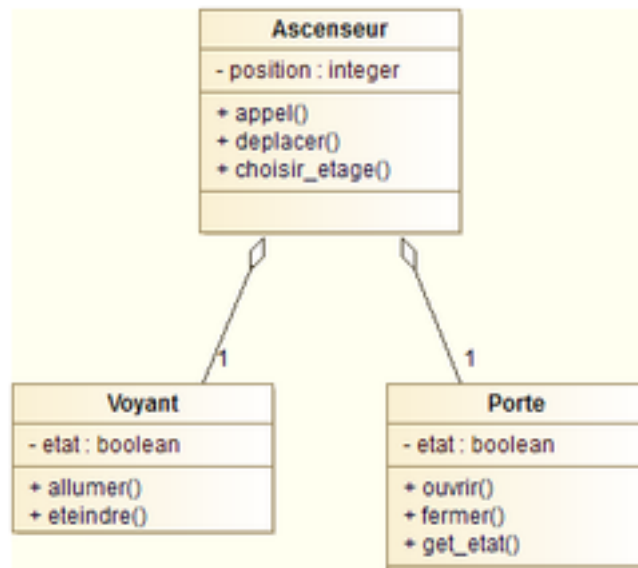 Ascenseur
- position : integer
+ appel()
+ deplacer()
+ choisir_etage()
1
1
Voyant
- etat : boolean
+ allumer()
+ eteindre()
Porte
- etat : boolean
+ ouvrir()
+ fermer()
+ get_etat()